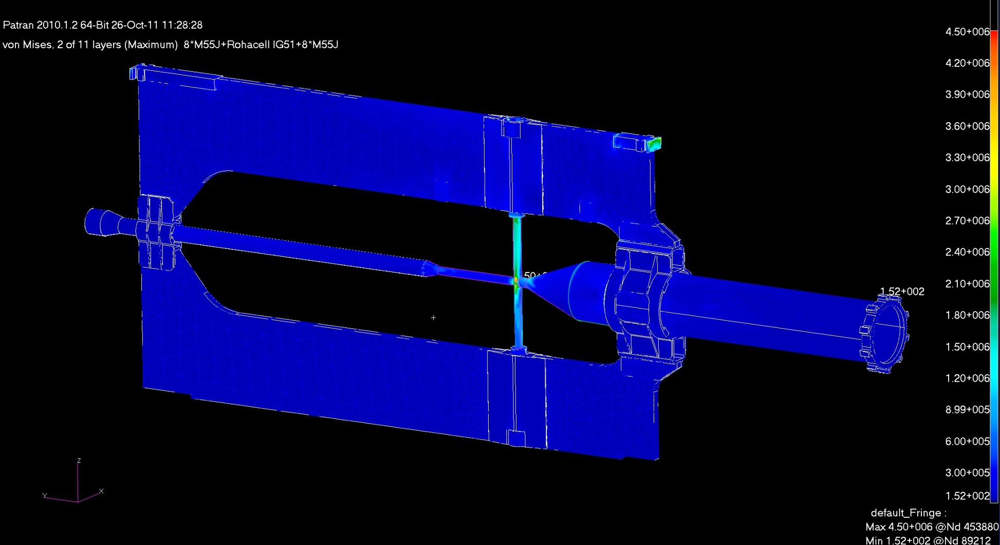 Patran 2010.1.2 64-Bit 26-Oct-11 11:28:28
von Mises, 2 of 11 layers (Maximum) 8*M55J+Rohacell IG51+8*M55J
4.50+006
4.20+006
3.90+006
3.60+006
3.30+006
3.00+006
2.70+006
2.40+006
2.10+006
1.80+006
1.50+006
1.20+006
8.99+005
6.00+005
3.00+005
1.52+002
1.52+002
Z
Y
X
default_Fringe :
Max 4.50+006 @Nd 453880
Min 1.52+002 @Nd 89212